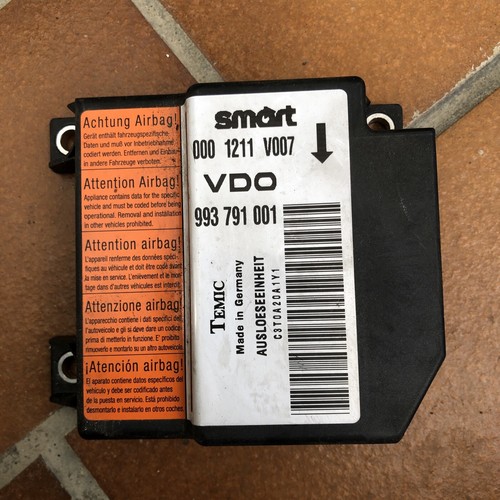 Achtung Airbag!
Gerät enthält fahrzeugspezifische
Daten und muß vor Inbetriebnahme
codiert werden. Entfernen und Einbau
in andere Fahrzeuge verboten.
Attention Airbag!
Appliance contains data for the specific
vehicle and must be coded before being
operational. Removal and installation
in other vehicles prohibited.
Attention airbag!
L'appareil renferme des données spéci-
fiques au véhicule et doit être codé avant
la mise en service. L'enlèvement et le mon-
tage dans d'autres véhicules est interdit.
Attenzione airbag!
L'apparecchio contiene i dati specifici del
l'autoveicolo e gli si deve dare un codice
prima di metterlo in funzione. E' proibito
rimuoverlo e montarlo su un altro autoveicolo.
¡Atención airbag!
El aparato contiene datos específicos del
vehículo y debe ser codificado antes
de la puesta en servicio. Está prohibido
desmontarlo e instalarlo en otros coches.
smart
000 1211 V007
VDO
993 791 001
TEMIC
Made in Germany
AUSLOESEEINHEIT
C3T0A20A1Y1